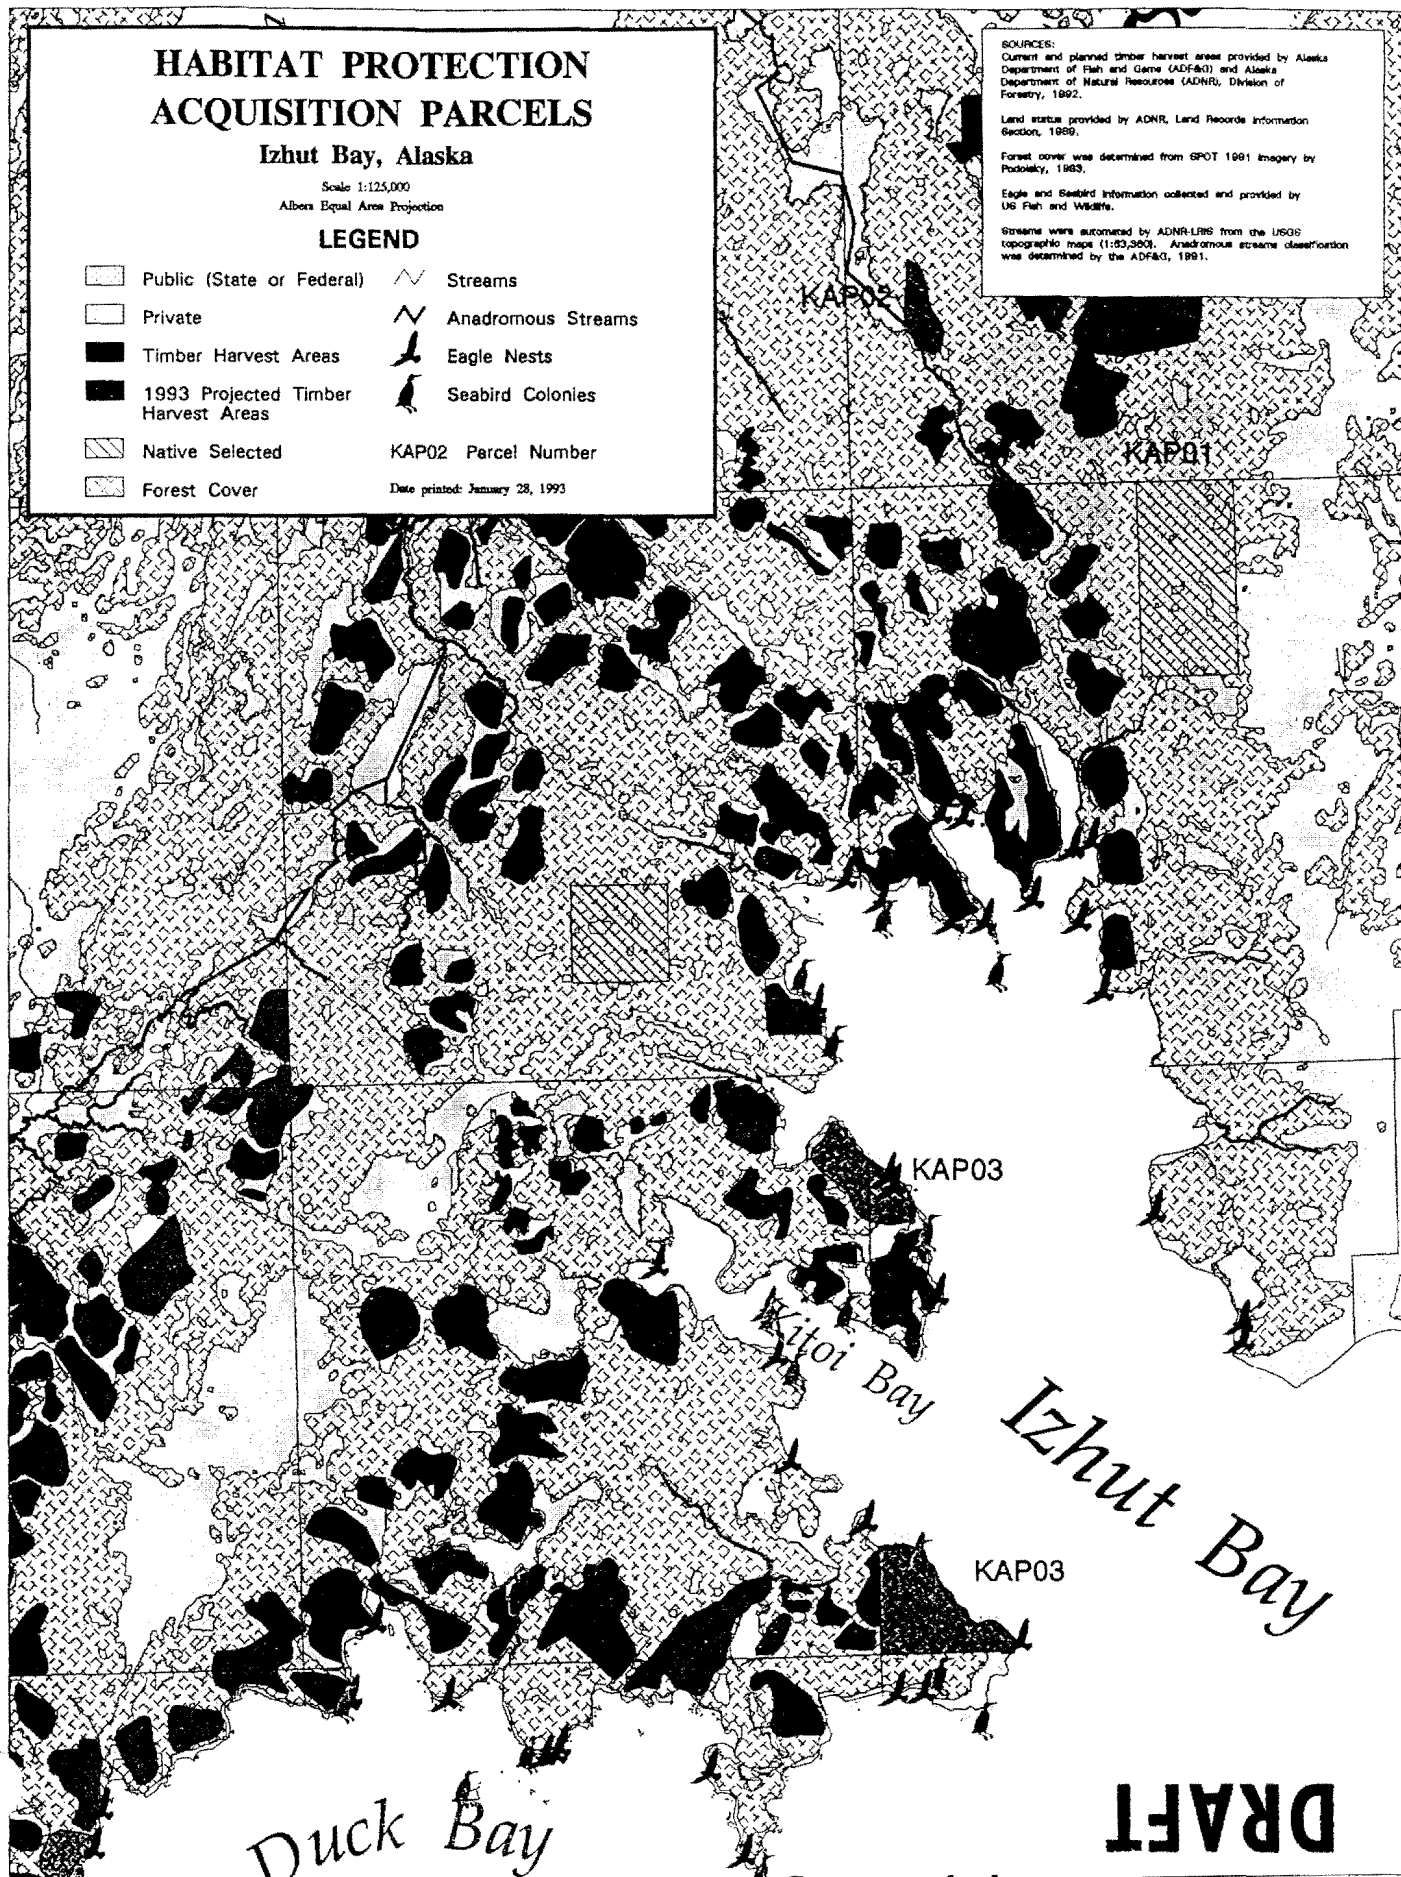 HABITAT PROTECTION
ACQUISITION PARCELS
Izhut Bay, Alaska
Scale 1:125,000
Albers Equal Area Projection
LEGEND
Public (State or Federal)
Private
Timber Harvest Areas
1993 Projected Timber
Harvest Areas
Native Selected
Forest Cover
Streams
Anadromous Streams
Eagle Nests
Seabird Colonies
KAP02 Parcel Number
Date printed: January 28, 1993
SOURCES:
Current and planned timber harvest areas provided by Alaska
Department of Fish and Game (ADF&G) and Alaska
Department of Natural Resources (ADNR), Division of
Forestry, 1992.
Land status provided by ADNR, Land Records Information
Section, 1989.
Forest cover was determined from SPOT 1991 imagery by
Podolsky, 1993.
Eagle and Seabird information collected and provided by
US Fish and Wildlife.
Streams were automated by ADNR-LRIS from the USGS
topographic maps (1:63,360). Anadromous streams classification
was determined by the ADF&G, 1991.
KAP02
KAP01
KAP03
Kitoi Bay
Izhut Bay
KAP03
Duck Bay
DRAFT